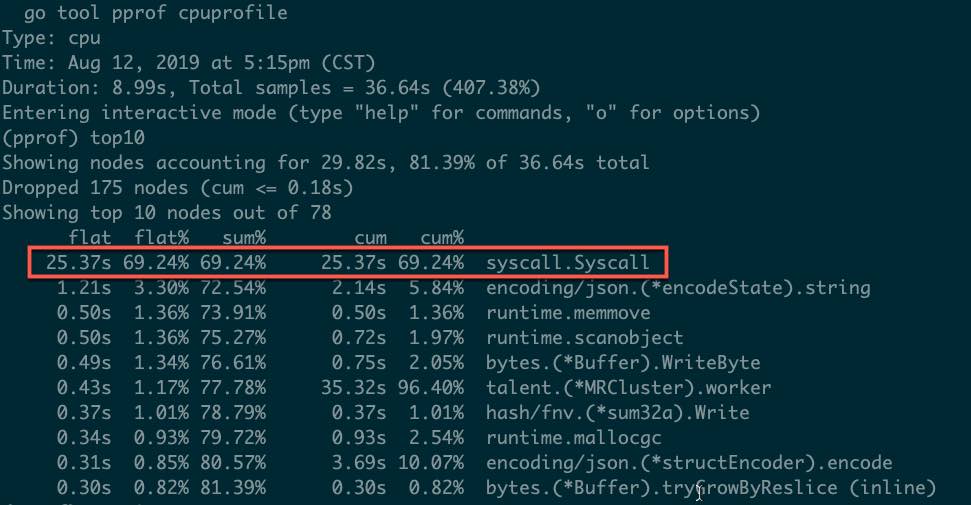 go tool pprof cpuprofile
Type: cpu
Time: Aug 12, 2019 at 5:15pm (CST)
Duration: 8.99s, Total samples = 36.64s (407.38%)
Entering interactive mode (type "help" for commands, "o" for options)
(pprof) top10
Showing nodes accounting for 29.82s, 81.39% of 36.64s total
Dropped 175 nodes (cum <= 0.18s)
Showing top 10 nodes out of 78
flat flat% sum% cum cum%
25.37s 69.24% 69.24% 25.37s 69.24% syscall.Syscall
1.21s 3.30% 72.54% 2.14s 5.84% encoding/json.(*encodeState).string
0.50s 1.36% 73.91% 0.50s 1.36% runtime.memmove
0.50s 1.36% 75.27% 0.72s 1.97% runtime.scanobject
0.49s 1.34% 76.61% 0.75s 2.05% bytes.(*Buffer).WriteByte
0.43s 1.17% 77.78% 35.32s 96.40% talent.(*MRCluster).worker
0.37s 1.01% 78.79% 0.37s 1.01% hash/fnv.(*sum32a).Write
0.34s 0.93% 79.72% 0.93s 2.54% runtime.mallocgc
0.31s 0.85% 80.57% 3.69s 10.07% encoding/json.(*structEncoder).encode
0.30s 0.82% 81.39% 0.30s 0.82% bytes.(*Buffer).tryGrowByReslice (inline)